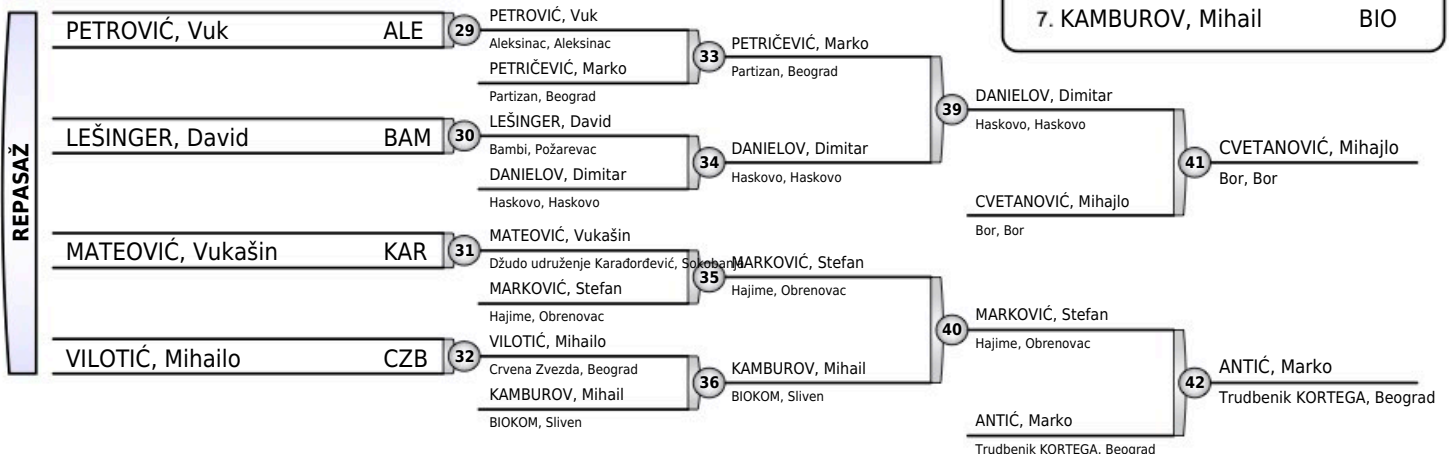 7. KAMBUROV, Mihail BIO
REPASAŽ
PETROVIĆ, Vuk ALE
LEŠINGER, David BAM
MATEOVIĆ, Vukašin KAR
VILOTIĆ, Mihailo CZB
29
PETROVIĆ, Vuk
Aleksinac, Aleksinac
PETRIČEVIĆ, Marko
Partizan, Beograd
30
LEŠINGER, David
Bambi, Požarevac
DANIELOV, Dimitar
Haskovo, Haskovo
31
MATEOVIĆ, Vukašin
Džudo udruženje Karađorđević, Sokobanja
MARKOVIĆ, Stefan
Hajime, Obrenovac
32
VILOTIĆ, Mihailo
Crvena Zvezda, Beograd
KAMBUROV, Mihail
BIOKOM, Sliven
33
PETRIČEVIĆ, Marko
Partizan, Beograd
34
DANIELOV, Dimitar
Haskovo, Haskovo
35
MARKOVIĆ, Stefan
Hajime, Obrenovac
36
KAMBUROV, Mihail
BIOKOM, Sliven
39
DANIELOV, Dimitar
Haskovo, Haskovo
CVETANOVIĆ, Mihajlo
Bor, Bor
40
MARKOVIĆ, Stefan
Hajime, Obrenovac
ANTIĆ, Marko
Trudbenik KORTEGA, Beograd
41
CVETANOVIĆ, Mihajlo
Bor, Bor
42
ANTIĆ, Marko
Trudbenik KORTEGA, Beograd